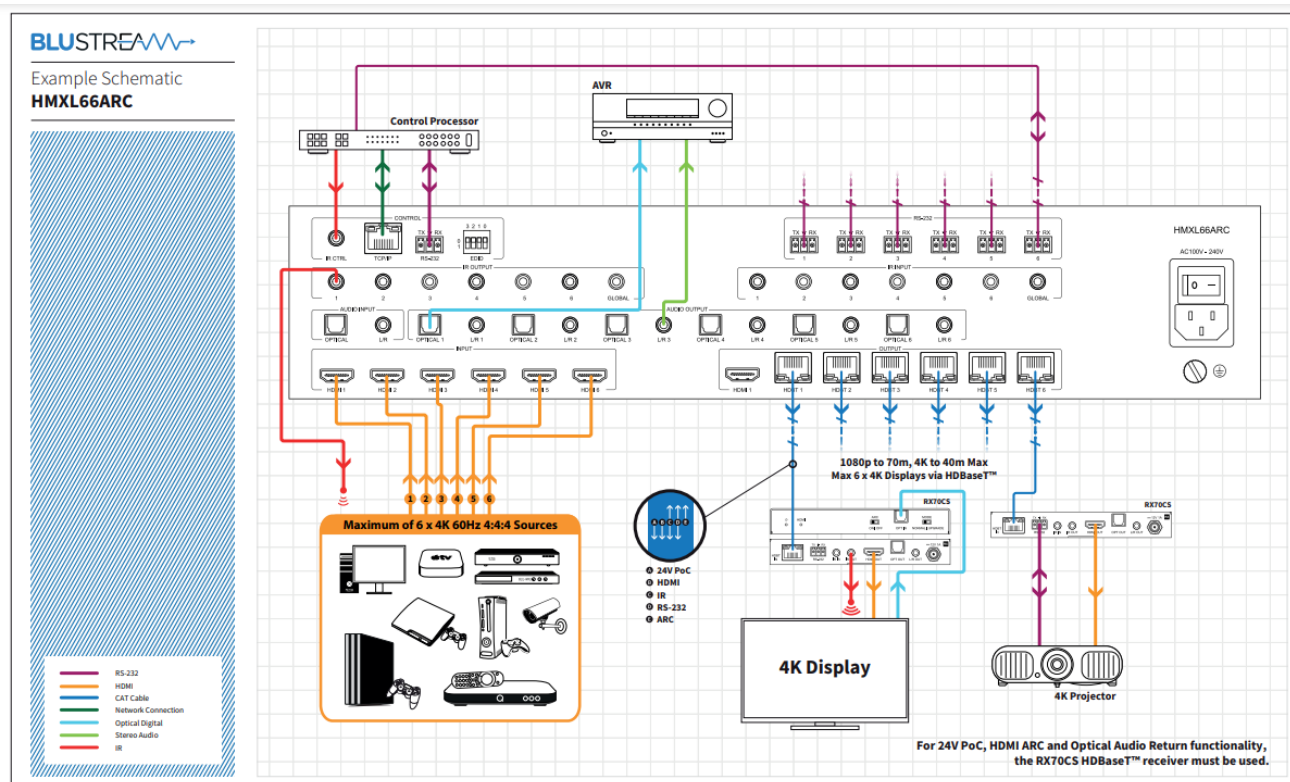 BLUSTREAM
Example Schematic
HMXL66ARC
AVR
Control Processor
CONTROL
RS-232
HMXL66ARC
AC100V - 240V
3 2 1 0
0
1
TX RX
IR CTRL
TCP/IP
RS-232
EDID
TX RX TX RX TX RX TX RX TX RX TX RX
1 2 3 4 5 6
IR OUTPUT
IR INPUT
1 2 3 4 5 6 GLOBAL
1 2 3 4 5 6 GLOBAL
AUDIO INPUT
AUDIO OUTPUT
OPTICAL L/R OPTICAL 1 L/R 1 OPTICAL 2 L/R 2 OPTICAL 3 L/R 3 OPTICAL 4 L/R 4 OPTICAL 5 L/R 5 OPTICAL 6 L/R 6
INPUT
OUTPUT
HDMI 1 HDMI 2 HDMI 3 HDMI 4 HDMI 5 HDMI 6
HDMI 1 HDBT 1 HDBT 2 HDBT 3 HDBT 4 HDBT 5 HDBT 6
1080p to 70m, 4K to 40m Max
Max 6 x 4K Displays via HDBaseT™
1 2 3 4 5 6
Maximum of 6 x 4K 60Hz 4:4:4 Sources
RX70CS
RX70CS
A B C D E
A 24V PoC
B HDMI
C IR
D RS-232
E ARC
4K Display
4K Projector
RS-232
HDMI
CAT Cable
Network Connection
Optical Digital
Stereo Audio
IR
For 24V PoC, HDMI ARC and Optical Audio Return functionality,
the RX70CS HDBaseT™ receiver must be used.